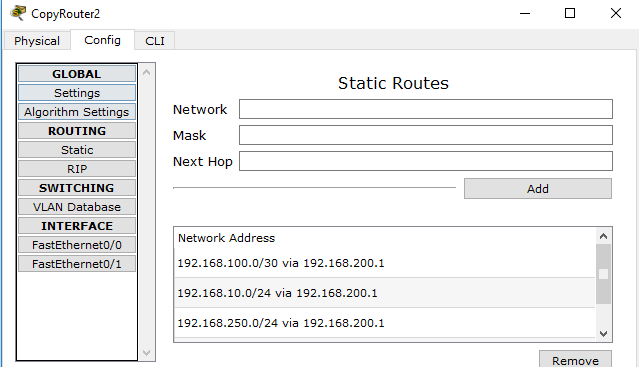 CopyRouter2
Physical Config CLI
GLOBAL
Settings
Algorithm Settings
ROUTING
Static
RIP
SWITCHING
VLAN Database
INTERFACE
FastEthernet0/0
FastEthernet0/1
Static Routes
Network
Mask
Next Hop
Add
Network Address
192.168.100.0/30 via 192.168.200.1
192.168.10.0/24 via 192.168.200.1
192.168.250.0/24 via 192.168.200.1
Remove